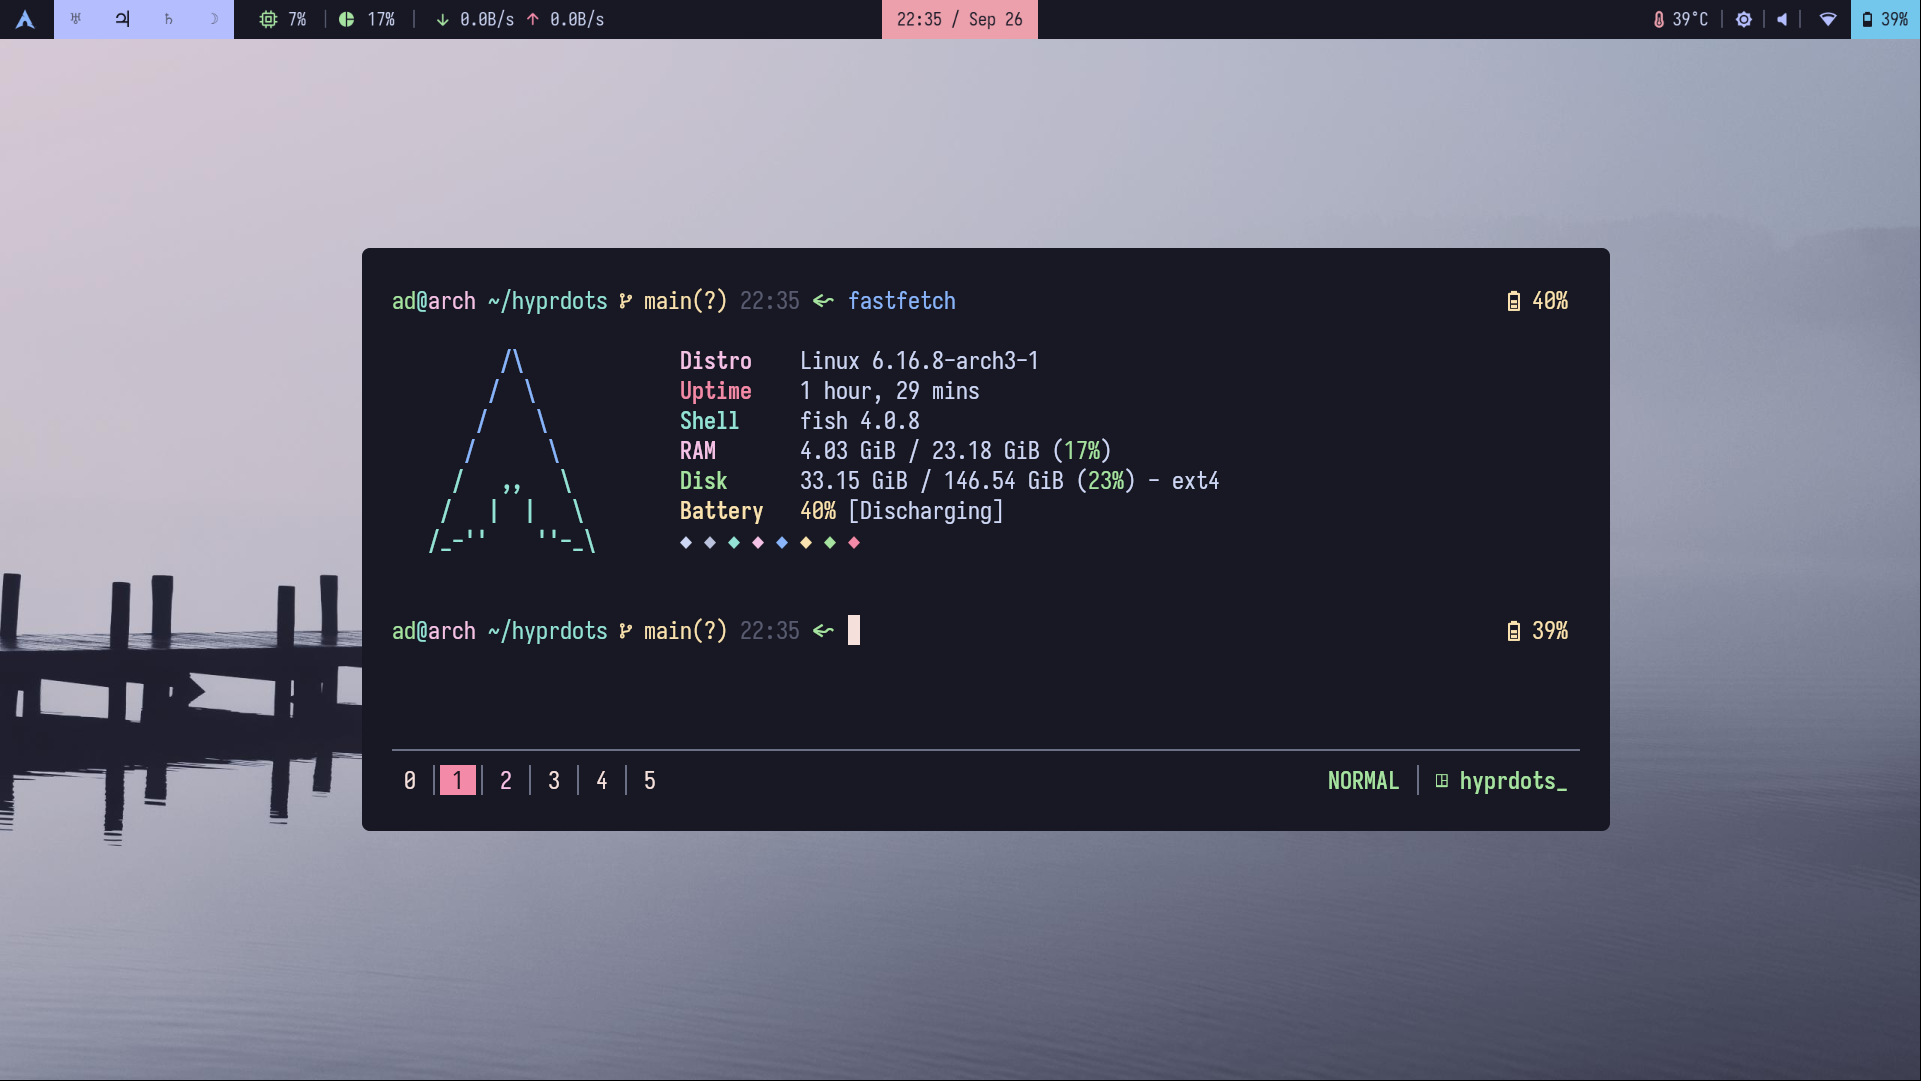 ♅ ♃ ♄ ☽ 7% | 17% | ↓ 0.0B/s ↑ 0.0B/s 22:35 / Sep 26 39°C | | | 39%
ad@arch ~/hyprdots main(?) 22:35 fastfetch 40%
/\ Distro Linux 6.16.8-arch3-1
/ \ Uptime 1 hour, 29 mins
/ \ Shell fish 4.0.8
/ \ RAM 4.03 GiB / 23.18 GiB (17%)
/ ,, \ Disk 33.15 GiB / 146.54 GiB (23%) - ext4
/ | | \ Battery 40% [Discharging]
/_-'' ''-_\ ◆ ◆ ◆ ◆ ◆ ◆ ◆ ◆
ad@arch ~/hyprdots main(?) 22:35 39%
0 | 1 | 2 | 3 | 4 | 5 NORMAL | hyprdots_